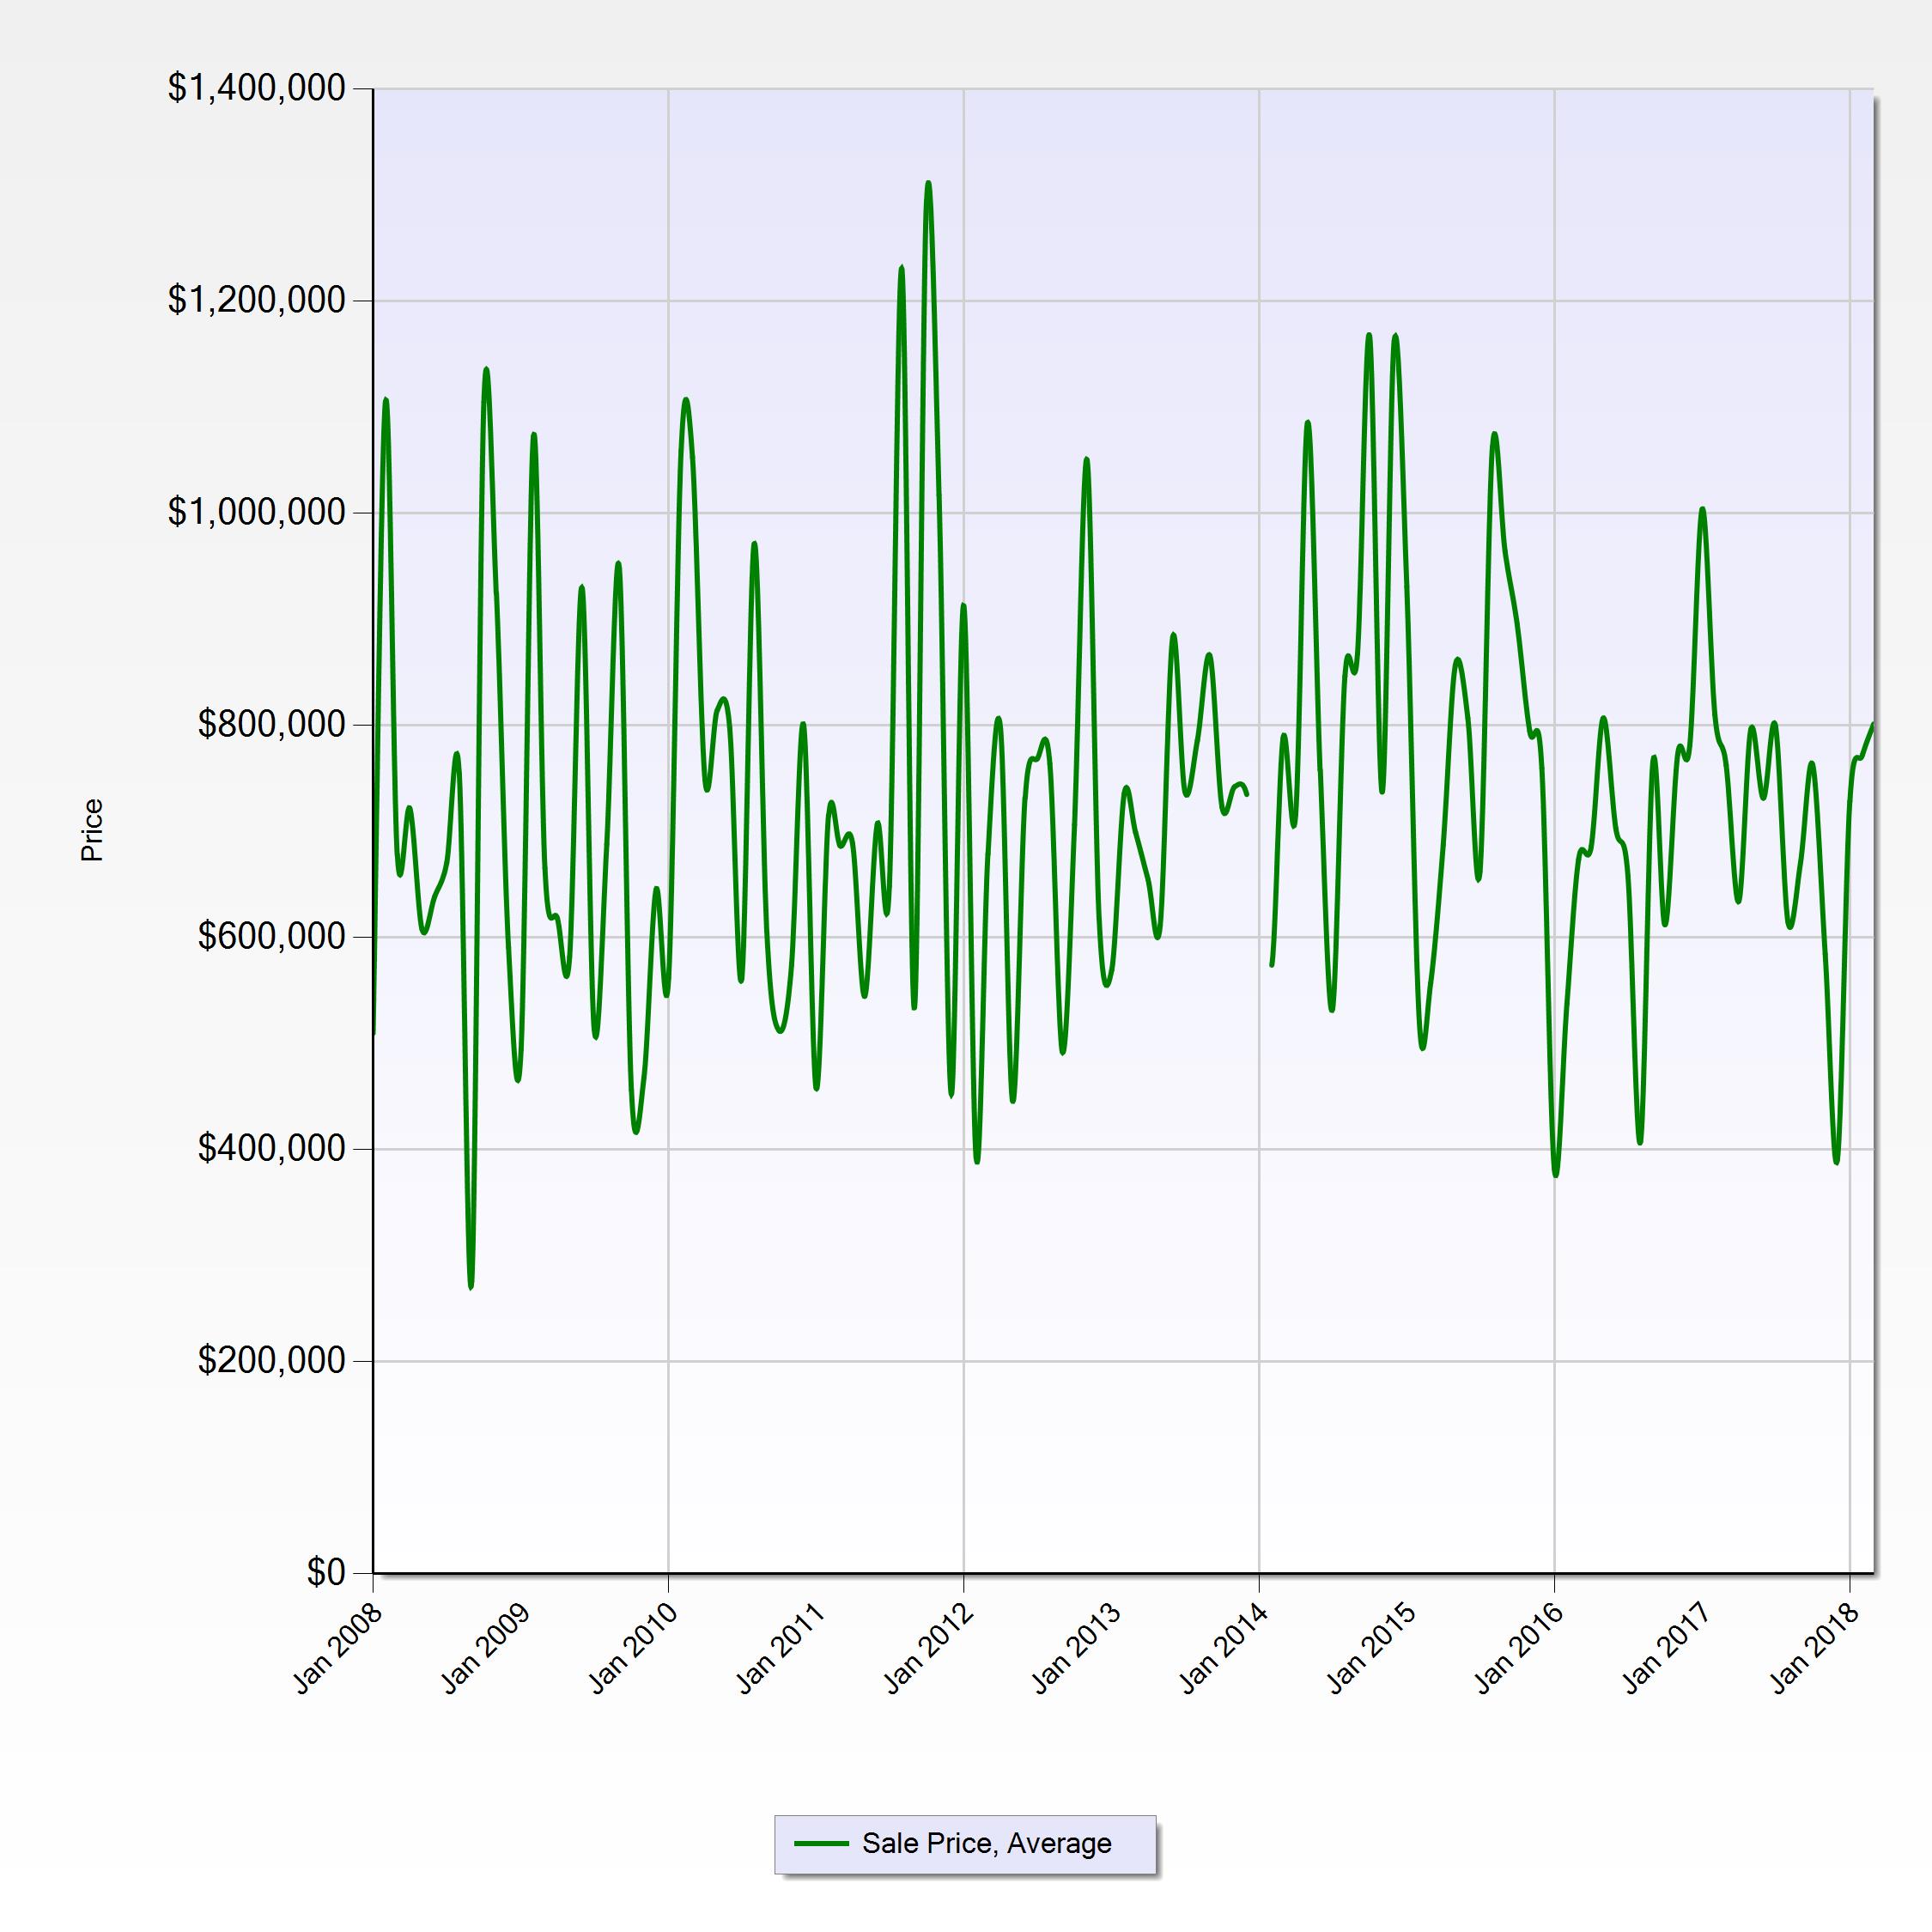 $1,400,000
$1,200,000
$1,000,000
$800,000
$600,000
$400,000
$200,000
$0
Price
Jan 2008
Jan 2009
Jan 2010
Jan 2011
Jan 2012
Jan 2013
Jan 2014
Jan 2015
Jan 2016
Jan 2017
Jan 2018
Sale Price, Average